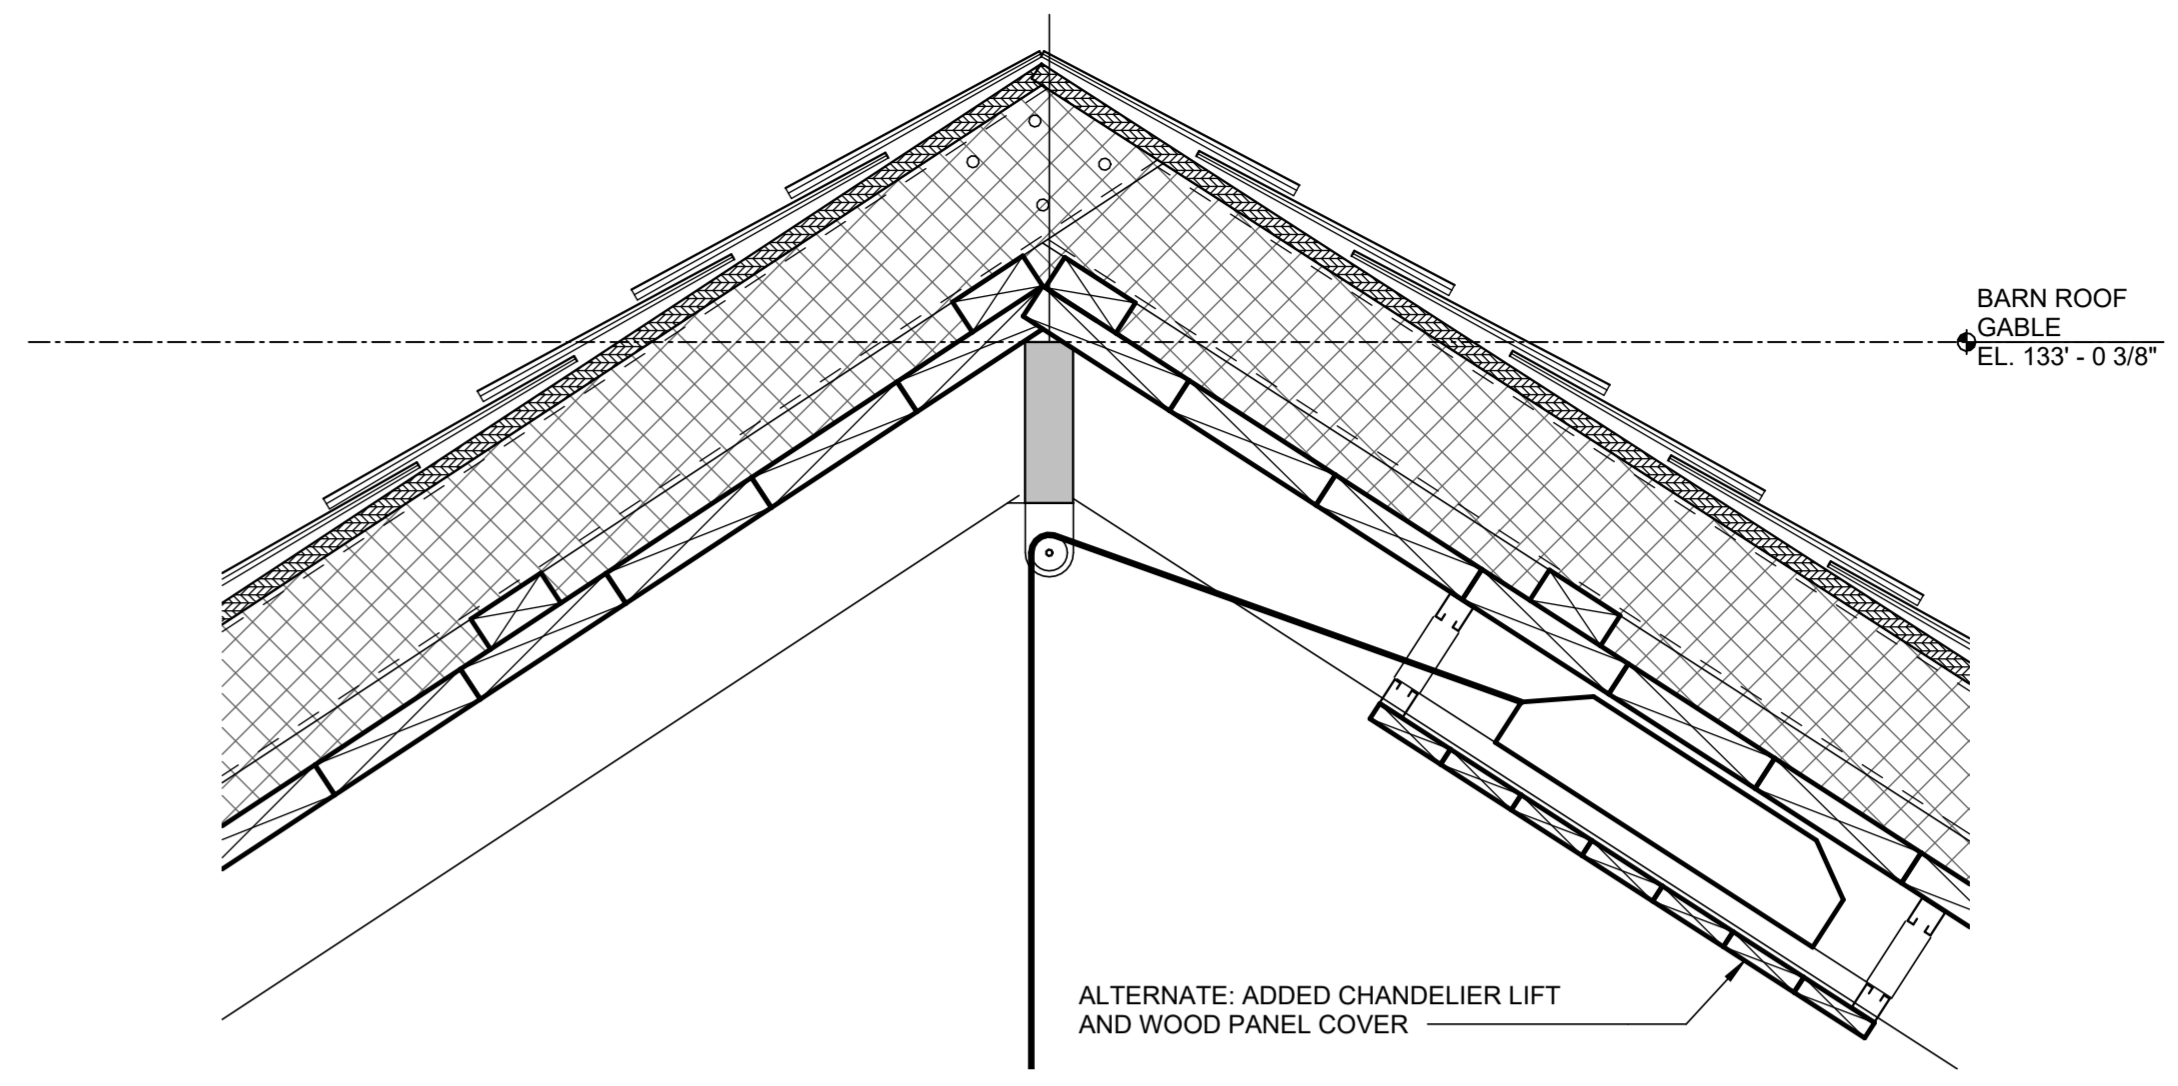 BARN ROOF
GABLE
EL. 133' - 0 3/8"
ALTERNATE: ADDED CHANDELIER LIFT
AND WOOD PANEL COVER